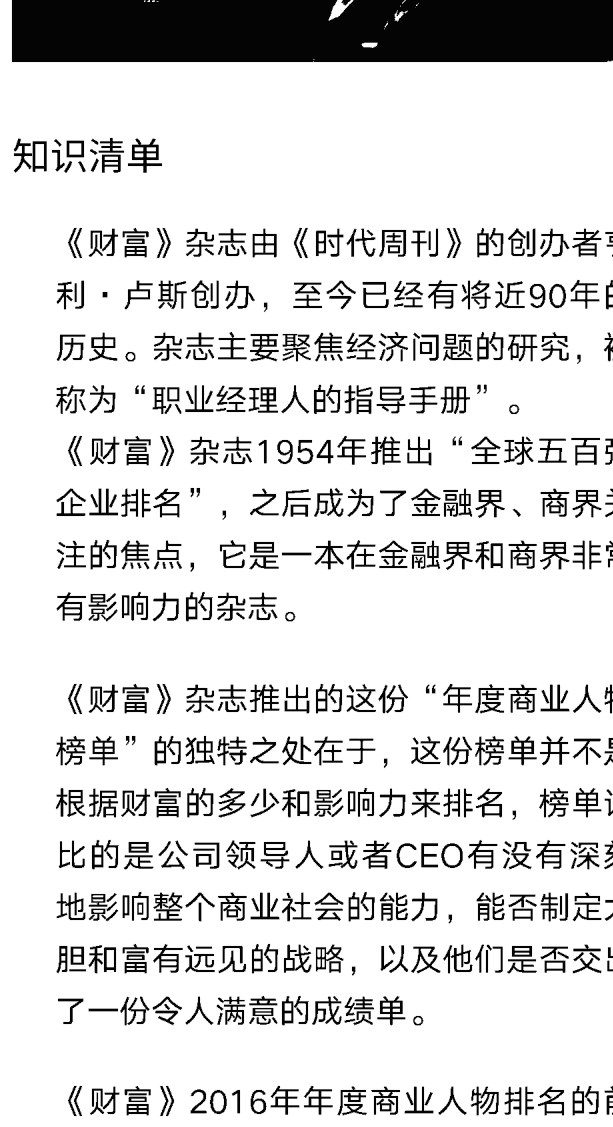 知识清单
《财富》杂志由《时代周刊》的创办者
利·卢斯创办，至今已经有将近90年
历史。杂志主要聚焦经济问题的研究，
称为“职业经理人的指导手册”。
《财富》杂志1954年推出“全球五百
企业排名”，之后成为了金融界、商界
注的焦点，它是一本在金融界和商界非
有影响力的杂志。
《财富》杂志推出的这份“年度商业人
榜单”的独特之处在于，这份榜单并不
根据财富的多少和影响力来排名，榜单
比的是公司领导人或者CEO有没有深
地影响整个商业社会的能力，能否制定
胆和富有远见的战略，以及他们是否交
了一份令人满意的成绩单。
《财富》2016年年度商业人物排名的